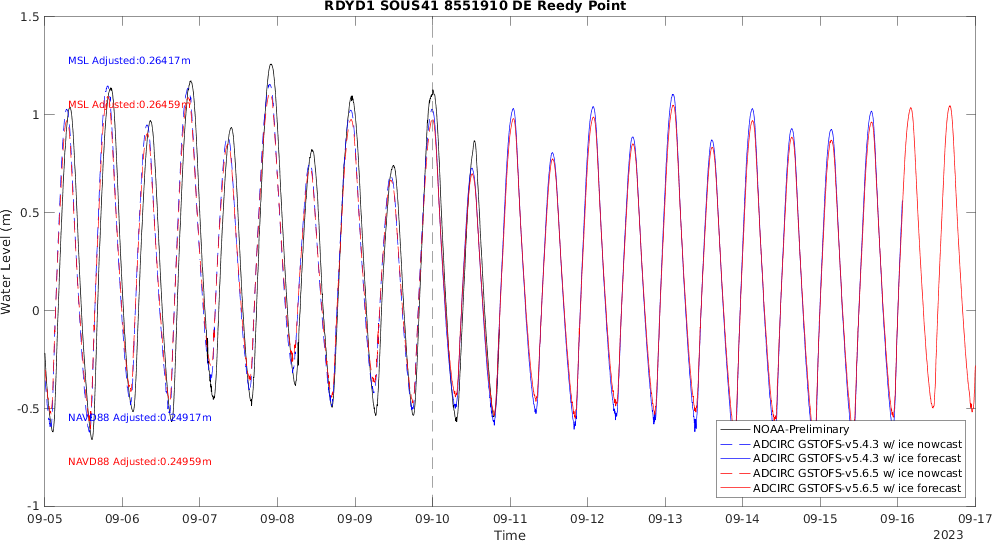 RDYD1 SOUS41 8551910 DE Reedy Point
1.5
1
0.5
0
-0.5
-1
Water Level (m)
MSL Adjusted:0.26417m
MSL Adjusted:0.26459m
NAVD88 Adjusted:0.24917m
NAVD88 Adjusted:0.24959m
NOAA-Preliminary
ADCIRC GSTOFS-v5.4.3 w/ ice nowcast
ADCIRC GSTOFS-v5.4.3 w/ ice forecast
ADCIRC GSTOFS-v5.6.5 w/ ice nowcast
ADCIRC GSTOFS-v5.6.5 w/ ice forecast
09-05 09-06 09-07 09-08 09-09 09-10 09-11 09-12 09-13 09-14 09-15 09-16 09-17
Time
2023